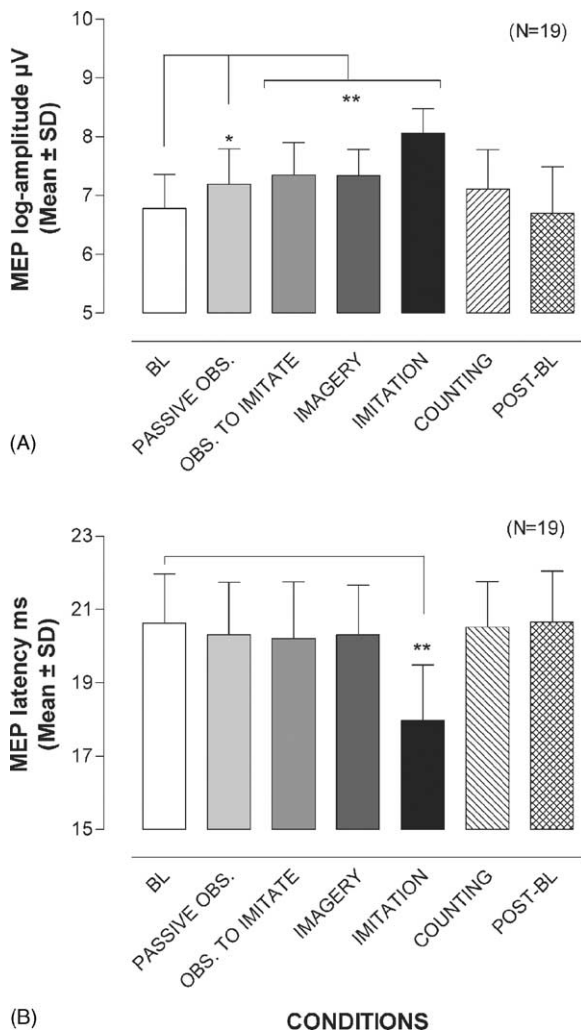 MEP log-amplitude µV
(Mean ± SD)
10
9
8
7
6
5
(N=19)
*
**
BL
PASSIVE OBS.
OBS. TO IMITATE
IMAGERY
IMITATION
COUNTING
POST-BL
(A)
MEP latency ms
(Mean ± SD)
23
21
19
17
15
(N=19)
**
BL
PASSIVE OBS.
OBS. TO IMITATE
IMAGERY
IMITATION
COUNTING
POST-BL
(B)
CONDITIONS